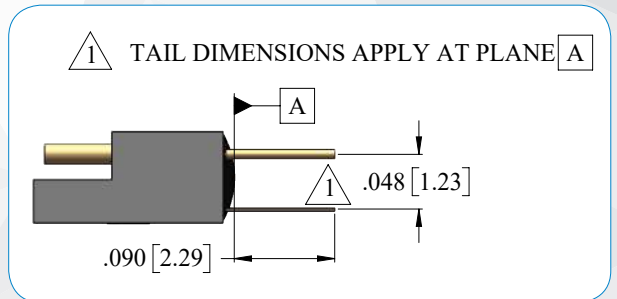 1 TAIL DIMENSIONS APPLY AT PLANE A
A
1
.048 [1.23]
.090 [2.29]